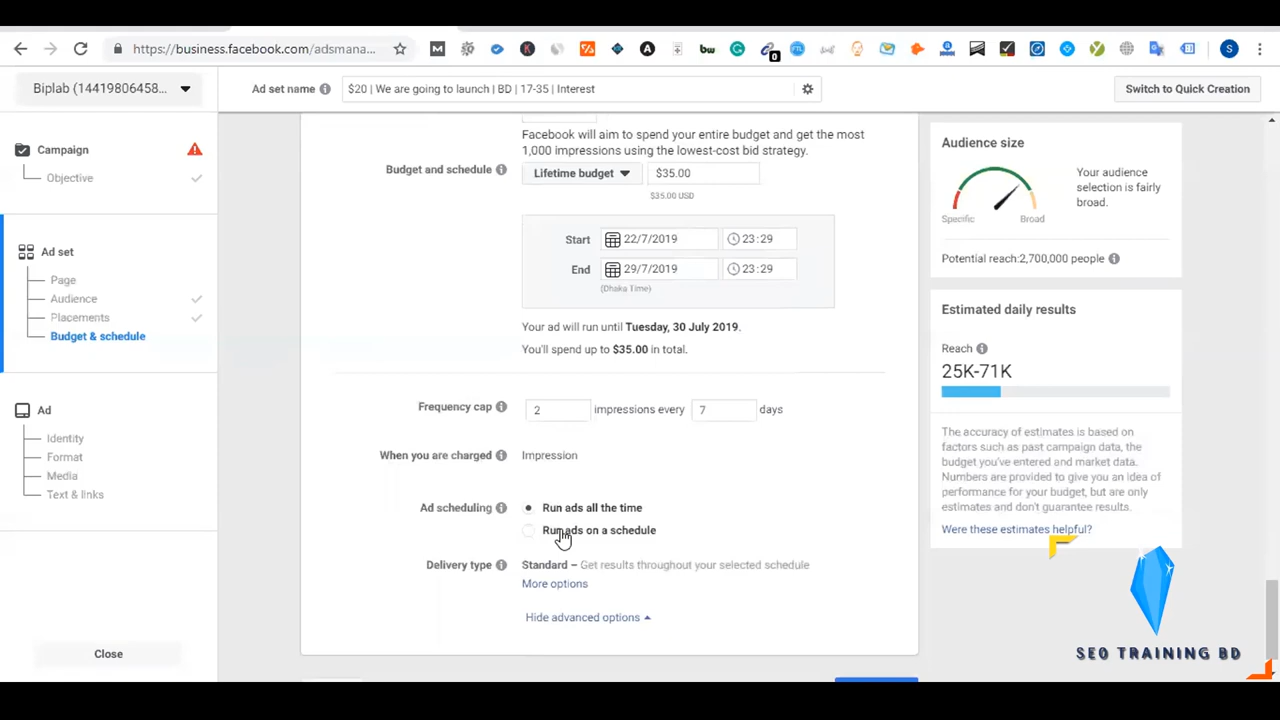 https://business.facebook.com/adsmana...
Biplab (14419806458...
Ad set name
$20 | We are going to launch | BD | 17-35 | Interest
Switch to Quick Creation
Campaign
Objective
Ad set
Page
Audience
Placements
Budget & schedule
Ad
Identity
Format
Media
Text & links
Close
Facebook will aim to spend your entire budget and get the most
1,000 impressions using the lowest-cost bid strategy.
Budget and schedule
Lifetime budget
$35.00
$35.00 USD
Start
22/7/2019
23:29
End
29/7/2019
23:29
(Dhaka Time)
Your ad will run until Tuesday, 30 July 2019.
You'll spend up to $35.00 in total.
Frequency cap
2
impressions every
7
days
When you are charged
Impression
Ad scheduling
Run ads all the time
Run ads on a schedule
Delivery type
Standard – Get results throughout your selected schedule
More options
Hide advanced options
Audience size
Your audience
selection is fairly
broad.
Specific
Broad
Potential reach:2,700,000 people
Estimated daily results
Reach
25K-71K
The accuracy of estimates is based on
factors such as past campaign data, the
budget you've entered and market data.
Numbers are provided to give you an idea of
performance for your budget, but are only
estimates and don't guarantee results.
Were these estimates helpful?
SEO TRAINING BD